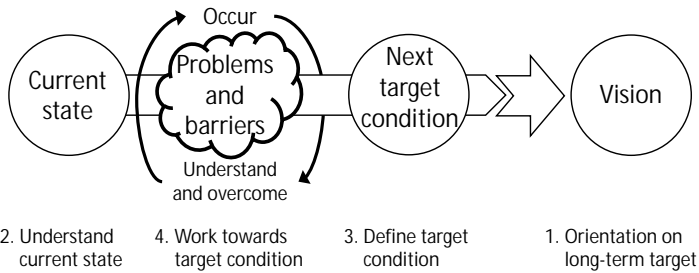 Occur
Current
state
Problems
and
barriers
Next
target
condition
Vision
Understand
and overcome
2. Understand
current state
4. Work towards
target condition
3. Define target
condition
1. Orientation on
long-term target